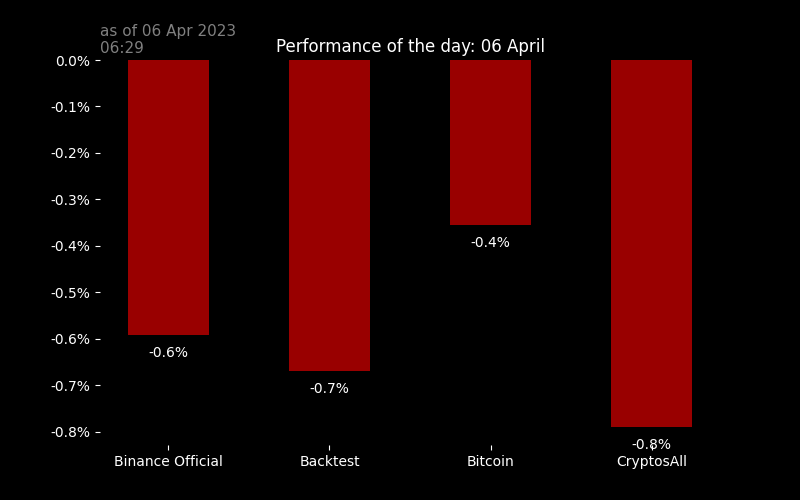 as of 06 Apr 2023
06:29
Performance of the day: 06 April
0.0%
-0.1%
-0.2%
-0.3%
-0.4%
-0.5%
-0.6%
-0.7%
-0.8%
-0.6%
-0.7%
-0.4%
-0.8%
Binance Official
Backtest
Bitcoin
CryptosAll